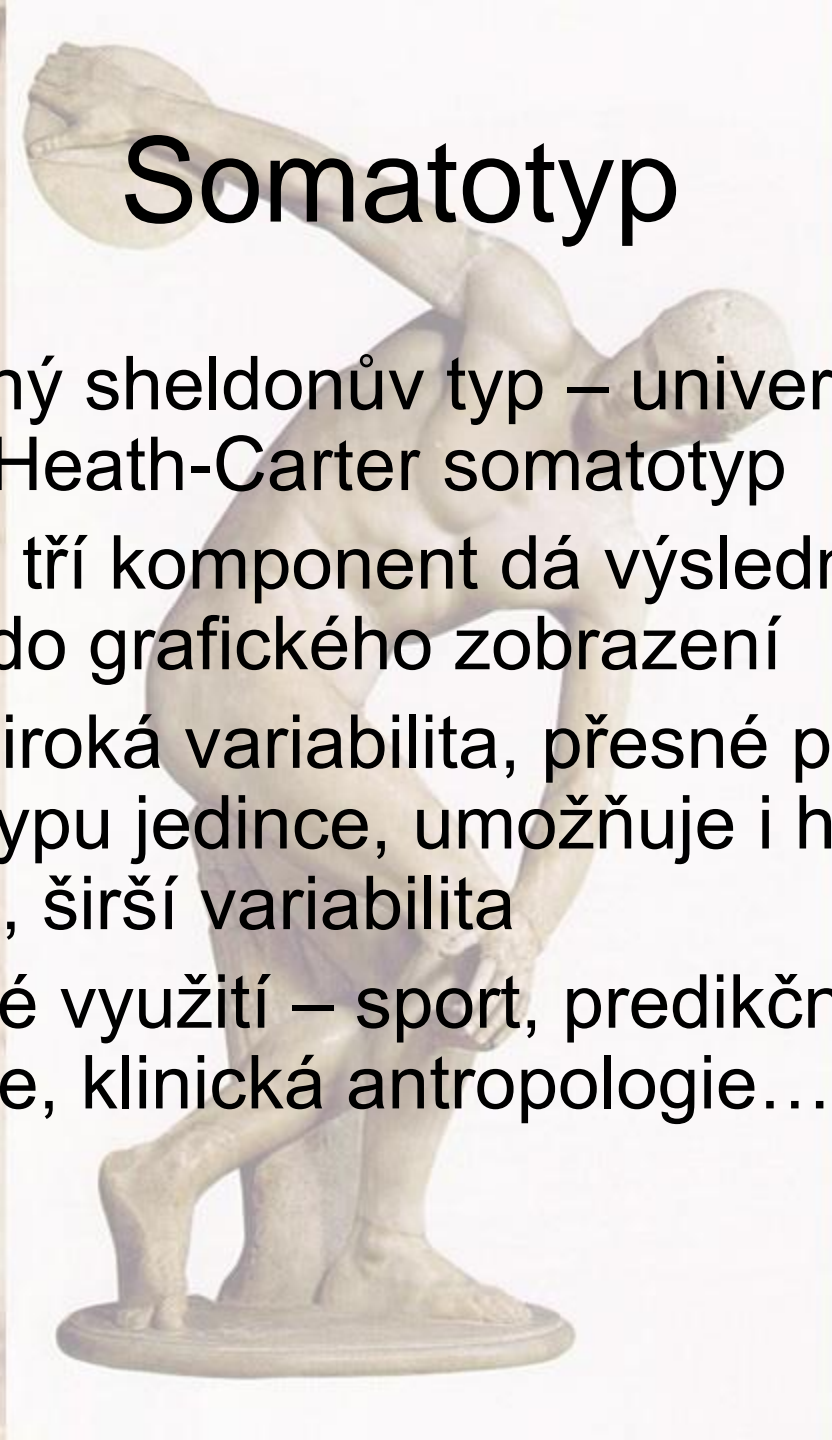 Somatotyp
ný sheldonův typ – univer
Heath-Carter somatotyp
tří komponent dá výsledn
do grafického zobrazení
iroká variabilita, přesné p
ypu jedince, umožňuje i h
, širší variabilita
é využití – sport, predikčn
e, klinická antropologie…